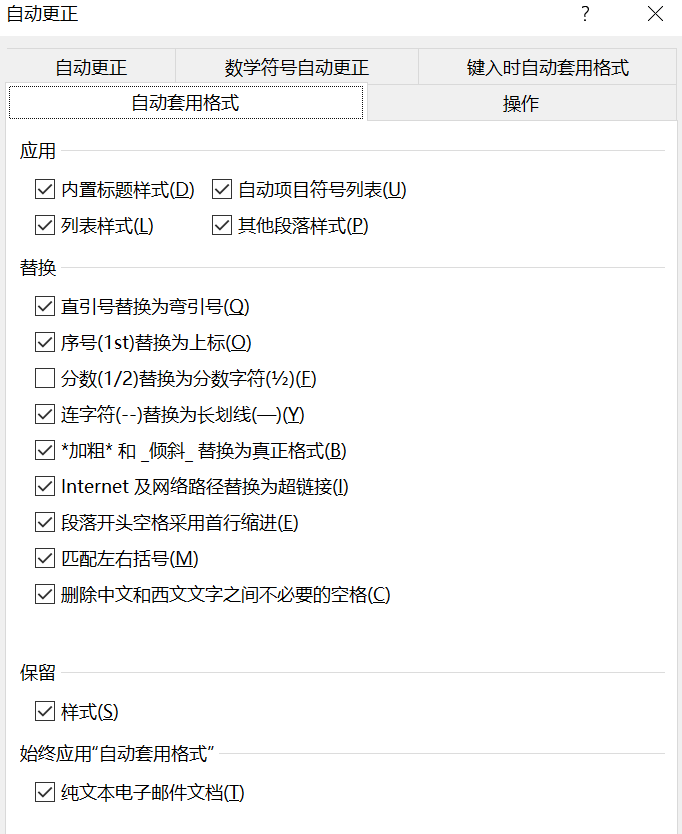 自动更正 ?
自动更正 数学符号自动更正 键入时自动套用格式
自动套用格式 操作
应用
内置标题样式(D) 自动项目符号列表(U)
列表样式(L) 其他段落样式(P)
替换
直引号替换为弯引号(Q)
序号(1st)替换为上标(O)
分数(1/2)替换为分数字符(½)(F)
连字符(--)替换为长划线(—)(Y)
*加粗* 和 _倾斜_ 替换为真正格式(B)
Internet 及网络路径替换为超链接(I)
段落开头空格采用首行缩进(E)
匹配左右括号(M)
删除中文和西文文字之间不必要的空格(C)
保留
样式(S)
始终应用“自动套用格式”
纯文本电子邮件文档(T)